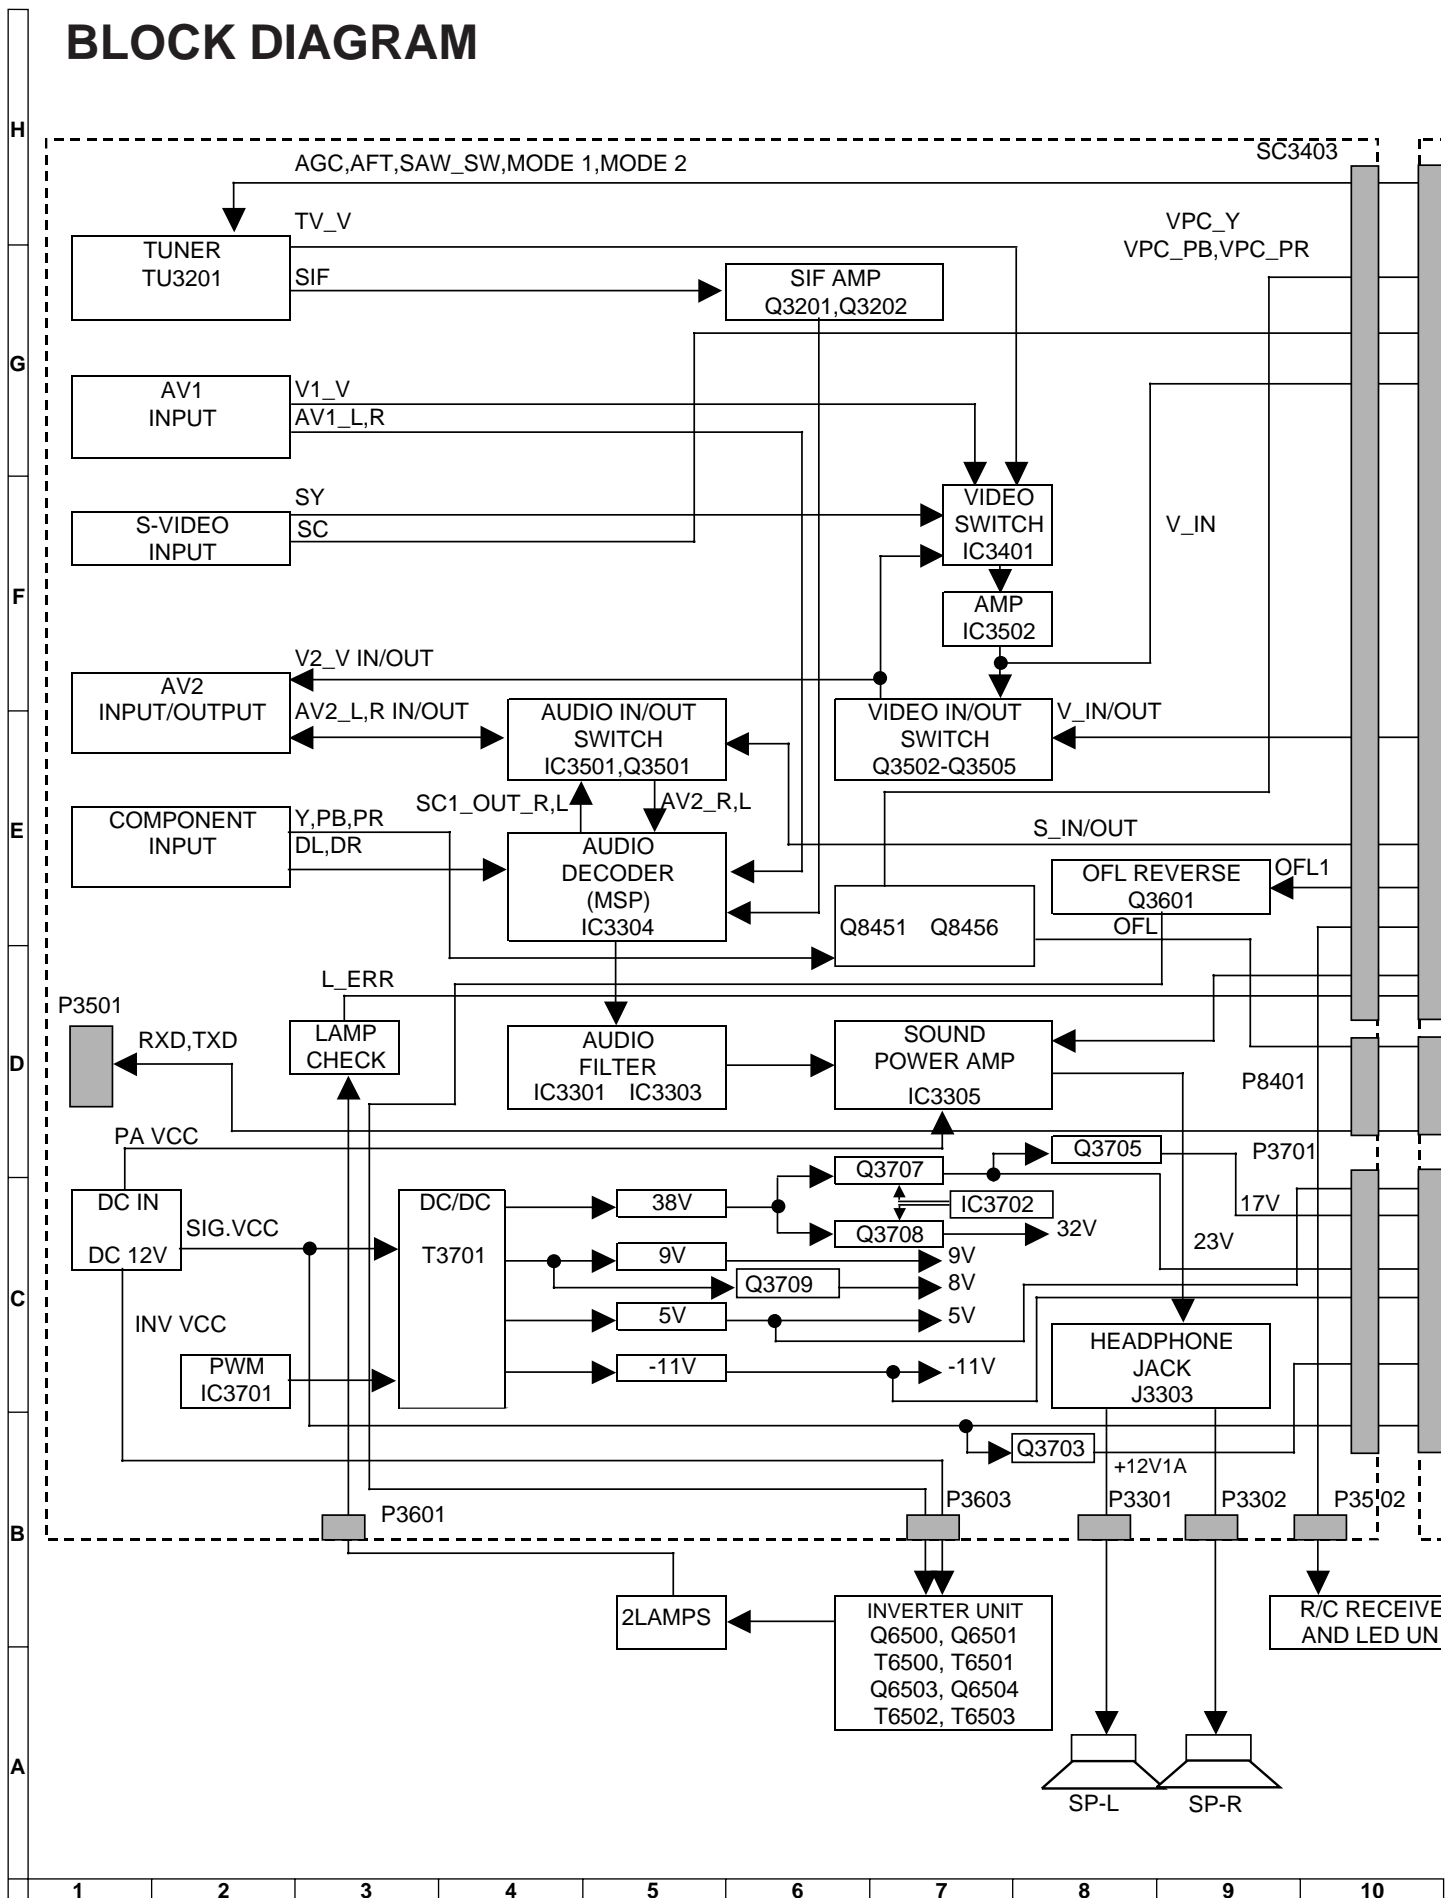 BLOCK DIAGRAM
H
SC3403
AGC,AFT,SAW_SW,MODE 1,MODE 2
TV_V
VPC_Y
VPC_PB,VPC_PR
TUNER
TU3201
SIF
SIF AMP
Q3201,Q3202
G
AV1
INPUT
V1_V
AV1_L,R
SY
SC
S-VIDEO
INPUT
VIDEO
SWITCH
IC3401
V_IN
F
AMP
IC3502
V2_V IN/OUT
AV2
INPUT/OUTPUT
AV2_L,R IN/OUT
AUDIO IN/OUT
SWITCH
IC3501,Q3501
VIDEO IN/OUT
SWITCH
Q3502-Q3505
V_IN/OUT
SC1_OUT_R,L
AV2_R,L
E
COMPONENT
INPUT
Y,PB,PR
DL,DR
S_IN/OUT
AUDIO
DECODER
(MSP)
IC3304
OFL REVERSE
Q3601
OFL1
OFL
Q8451 Q8456
L_ERR
P3501
RXD,TXD
LAMP
CHECK
AUDIO
FILTER
IC3301 IC3303
SOUND
POWER AMP
IC3305
D
P8401
PA VCC
Q3705
P3701
Q3707
DC IN
DC 12V
SIG.VCC
DC/DC
T3701
38V
IC3702
17V
Q3708
32V
23V
9V
9V
Q3709
8V
C
5V
5V
INV VCC
HEADPHONE
JACK
J3303
PWM
IC3701
-11V
-11V
Q3703
+12V1A
P3601
P3603
P3301
P3302
P3502
B
2LAMPS
INVERTER UNIT
Q6500, Q6501
T6500, T6501
Q6503, Q6504
T6502, T6503
R/C RECEIVE
AND LED UN
A
SP-L
SP-R
1 2 3 4 5 6 7 8 9 10